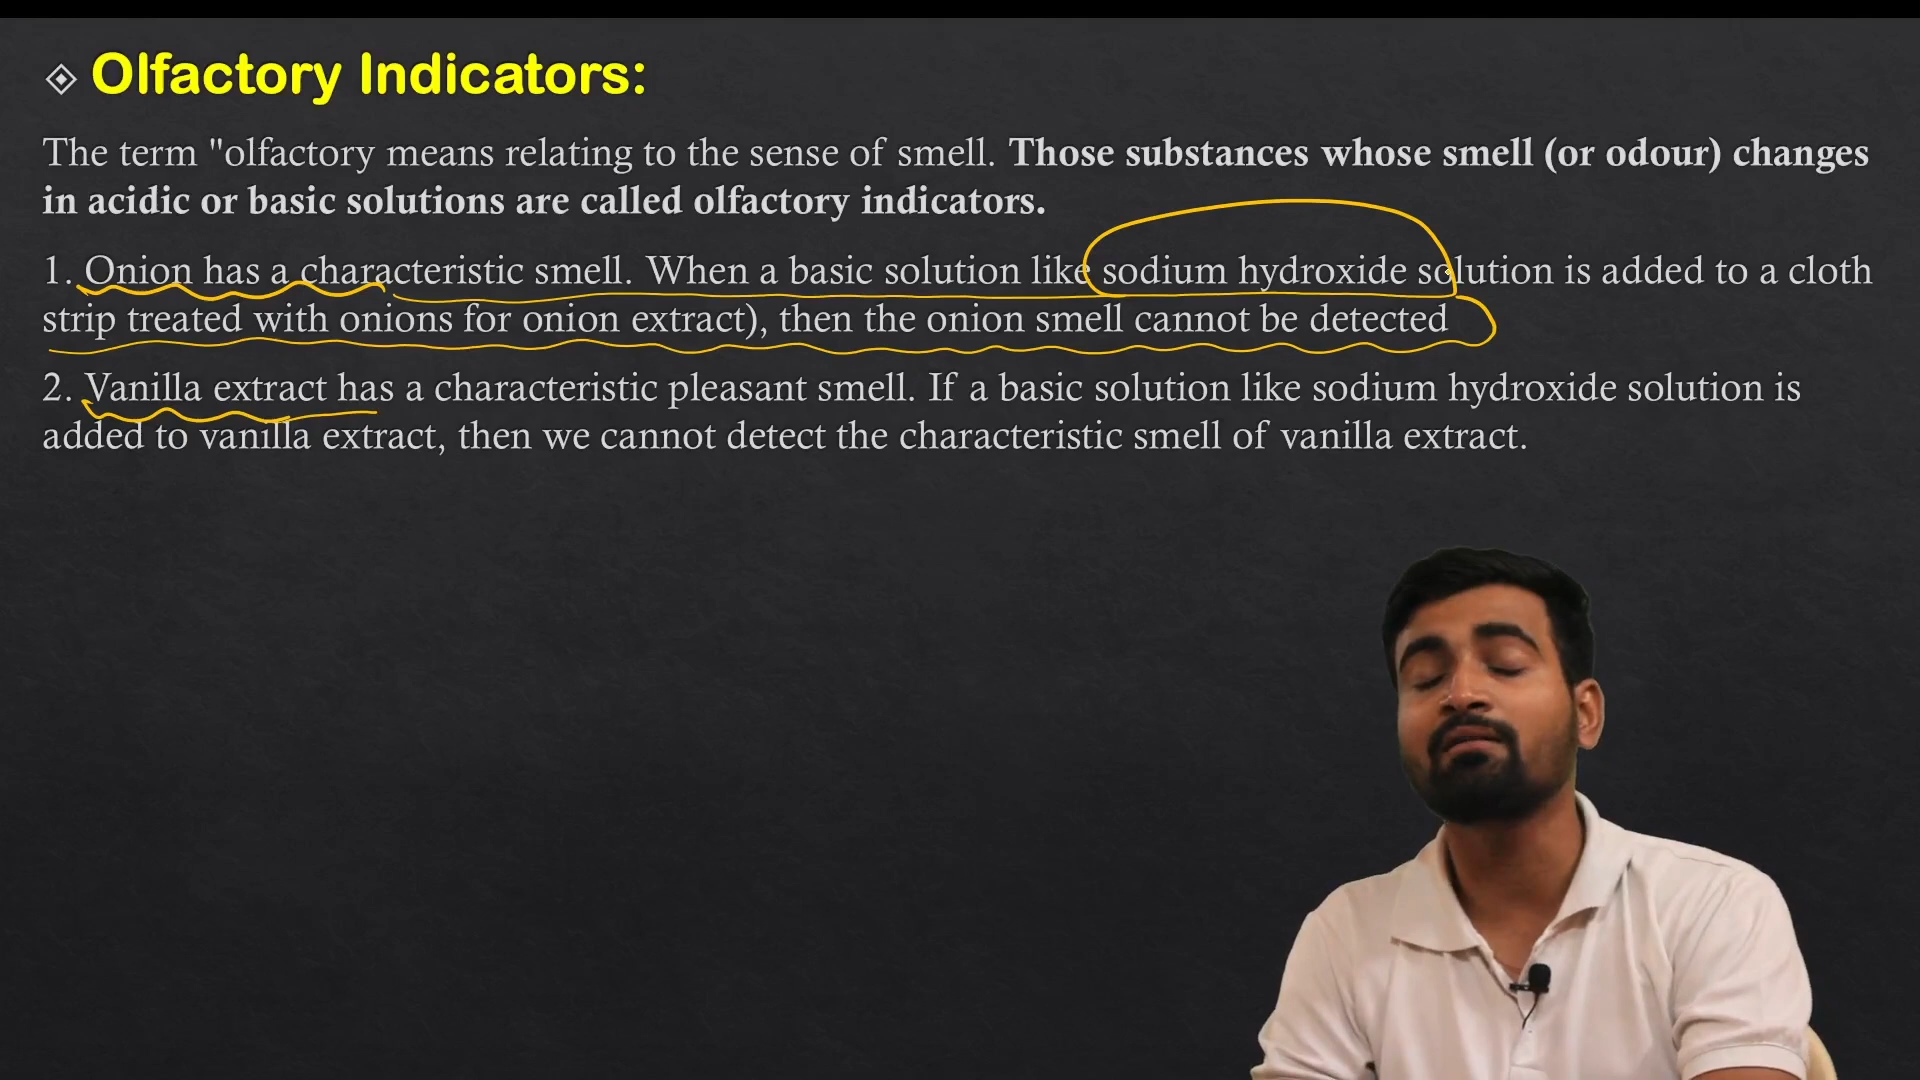 Olfactory Indicators:
The term "olfactory means relating to the sense of smell. Those substances whose smell (or odour) changes
in acidic or basic solutions are called olfactory indicators.
1. Onion has a characteristic smell. When a basic solution like sodium hydroxide solution is added to a cloth
strip treated with onions for onion extract), then the onion smell cannot be detected
2. Vanilla extract has a characteristic pleasant smell. If a basic solution like sodium hydroxide solution is
added to vanilla extract, then we cannot detect the characteristic smell of vanilla extract.